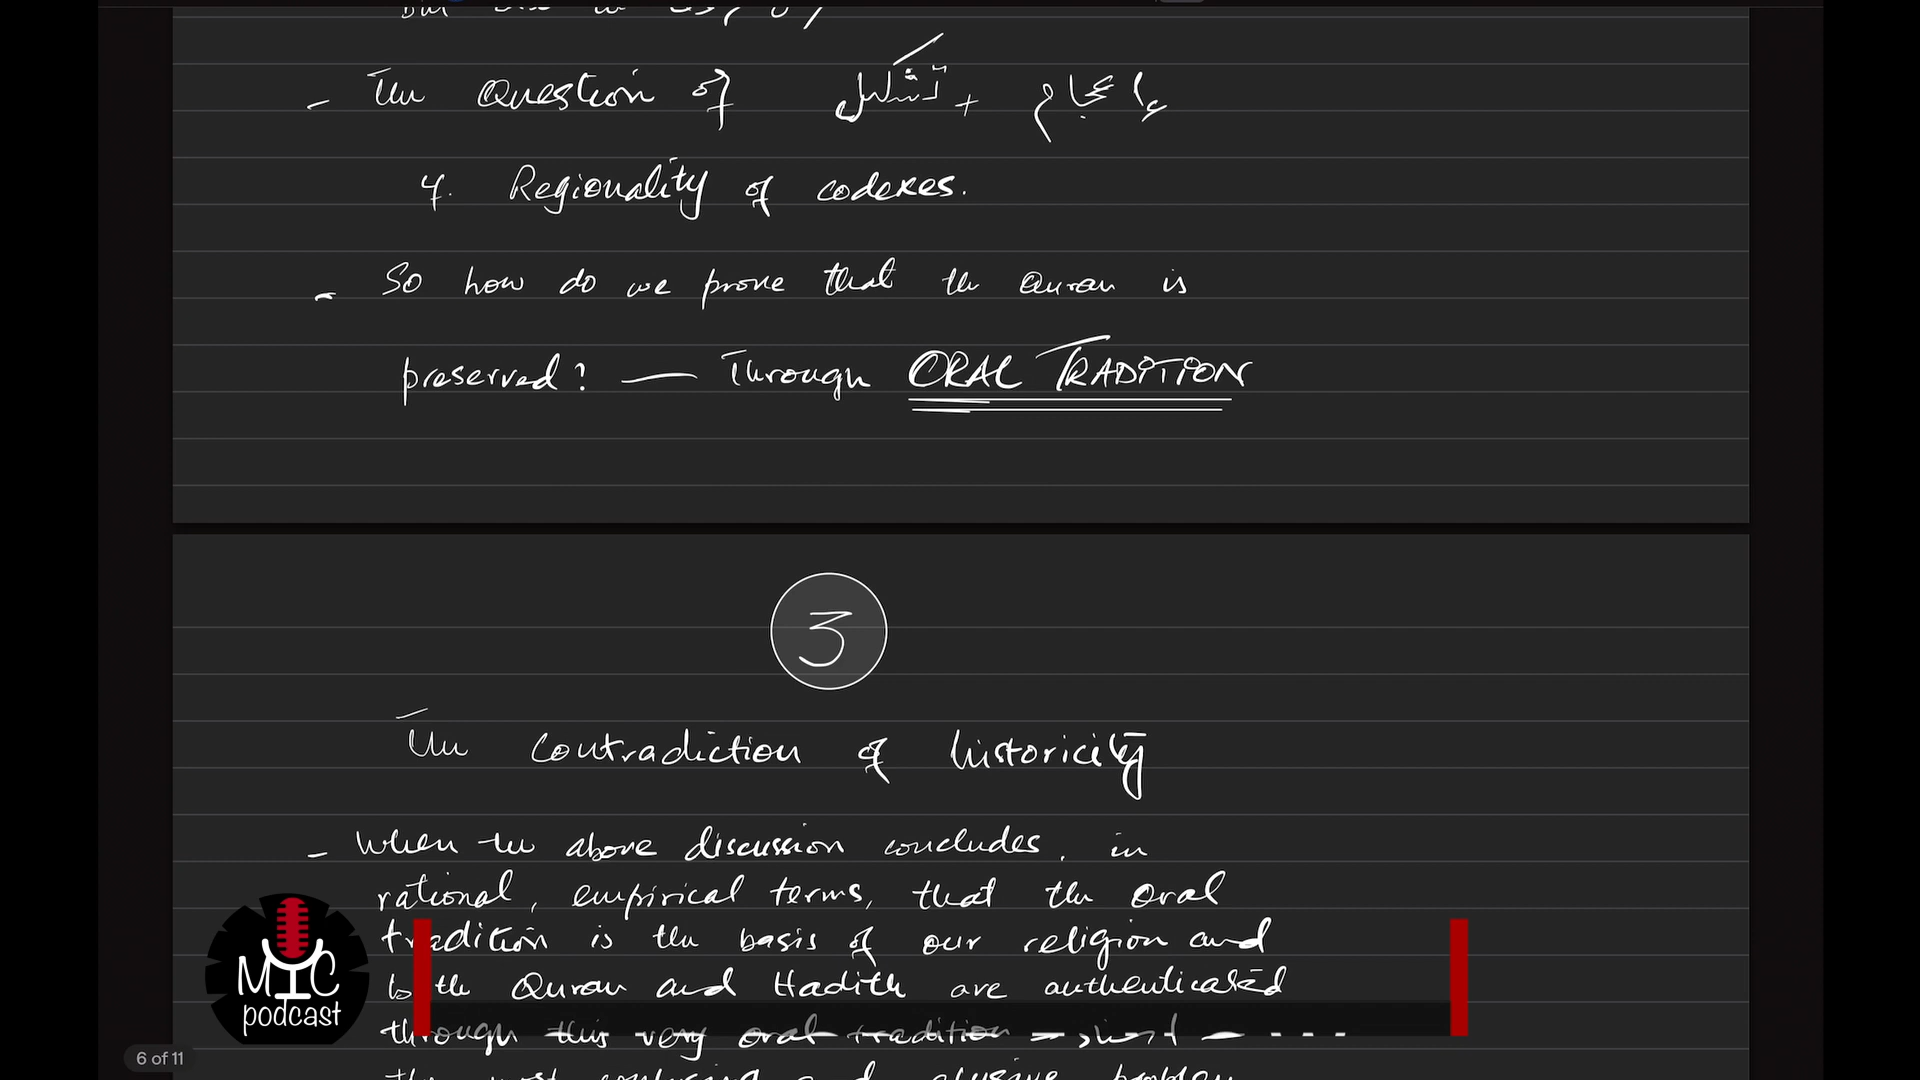 - The Question of تشكيل + إعجام
4. Regionality of codexes.
- So how do we prove that the Quran is
preserved? — Through ORAL TRADITION
3
The contradiction of historicity
- When the above discussion concludes, in
rational, empirical terms, that the oral
tradition is the basis of our religion and
both Quran and Hadith are authenticated
through this very oral tradition
MIC
podcast
6 of 11